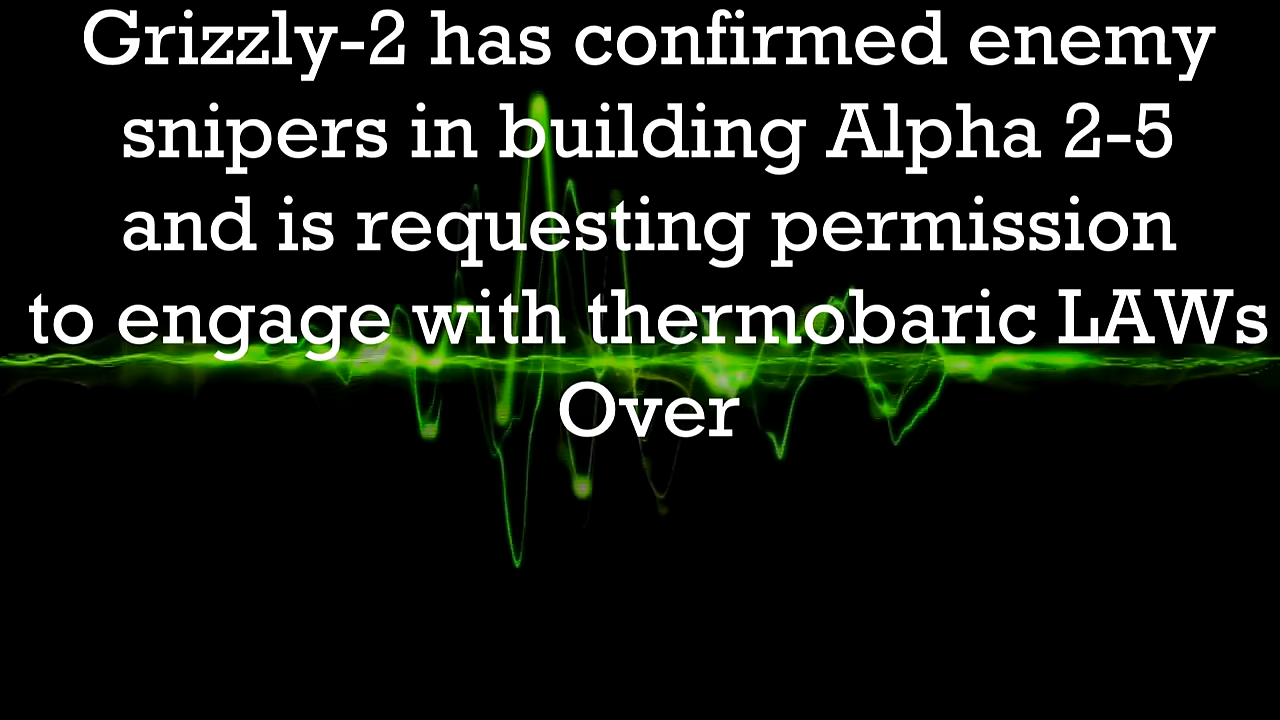 Grizzly-2 has confirmed enemy
snipers in building Alpha 2-5
and is requesting permission
to engage with thermobaric LAWs
Over